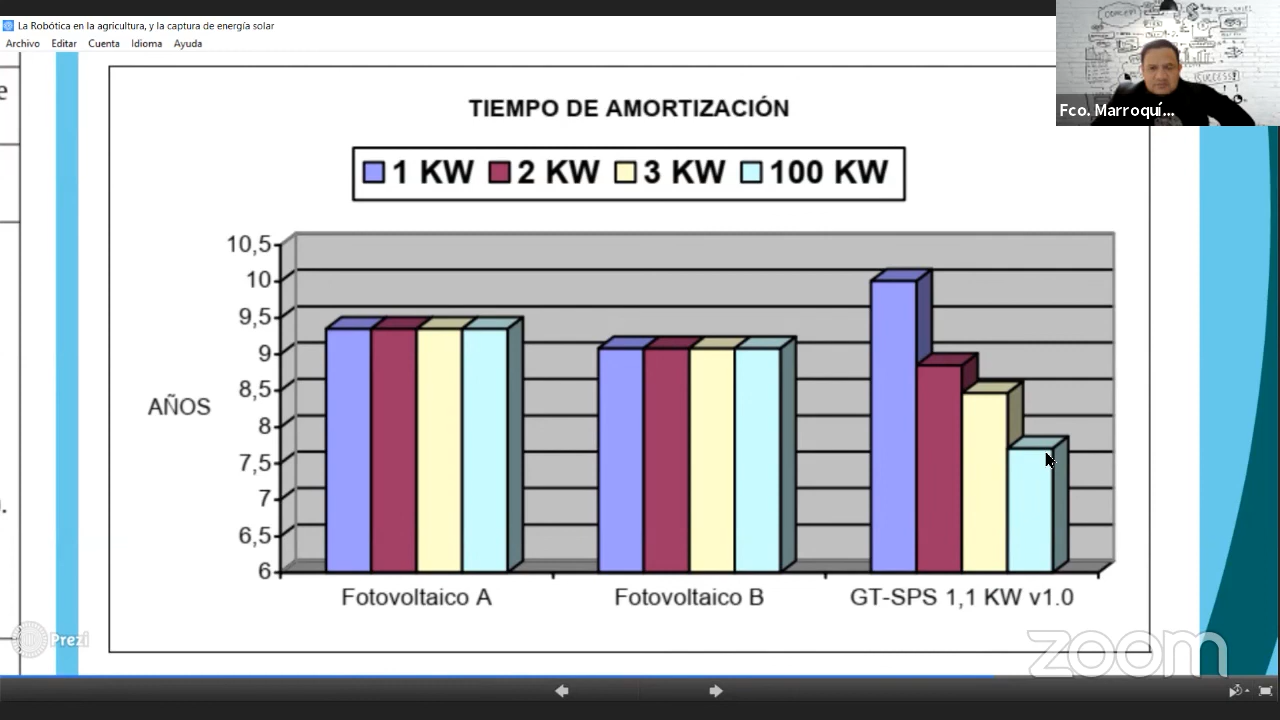 La Robótica en la agricultura, y la captura de energía solar
Archivo Editar Cuenta Idioma Ayuda
e
TIEMPO DE AMORTIZACIÓN
1 KW 2 KW 3 KW 100 KW
10,5
10
9,5
9
8,5
8
7,5
7
6,5
6
AÑOS
Fotovoltaico A Fotovoltaico B GT-SPS 1,1 KW v1.0
Prezi
zoom
Fco. Marroquí...
SUCCESS